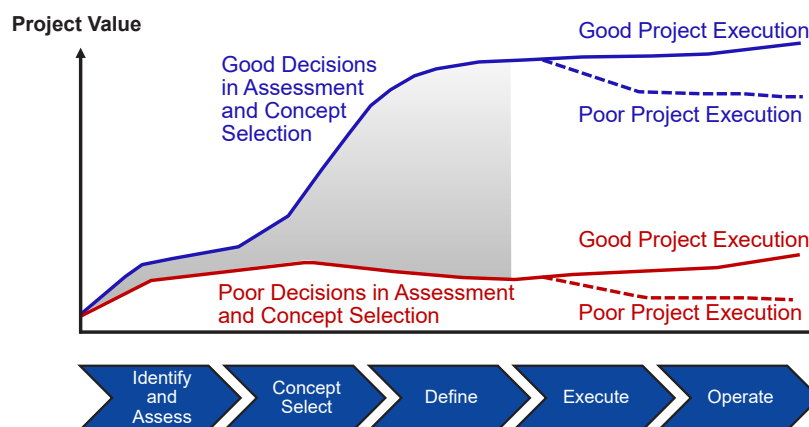 Project Value
Good Project Execution
Good Decisions
in Assessment
and Concept
Selection
Poor Project Execution
Good Project Execution
Poor Decisions in Assessment
and Concept Selection
Poor Project Execution
Identify
and
Assess
Concept
Select
Define
Execute
Operate